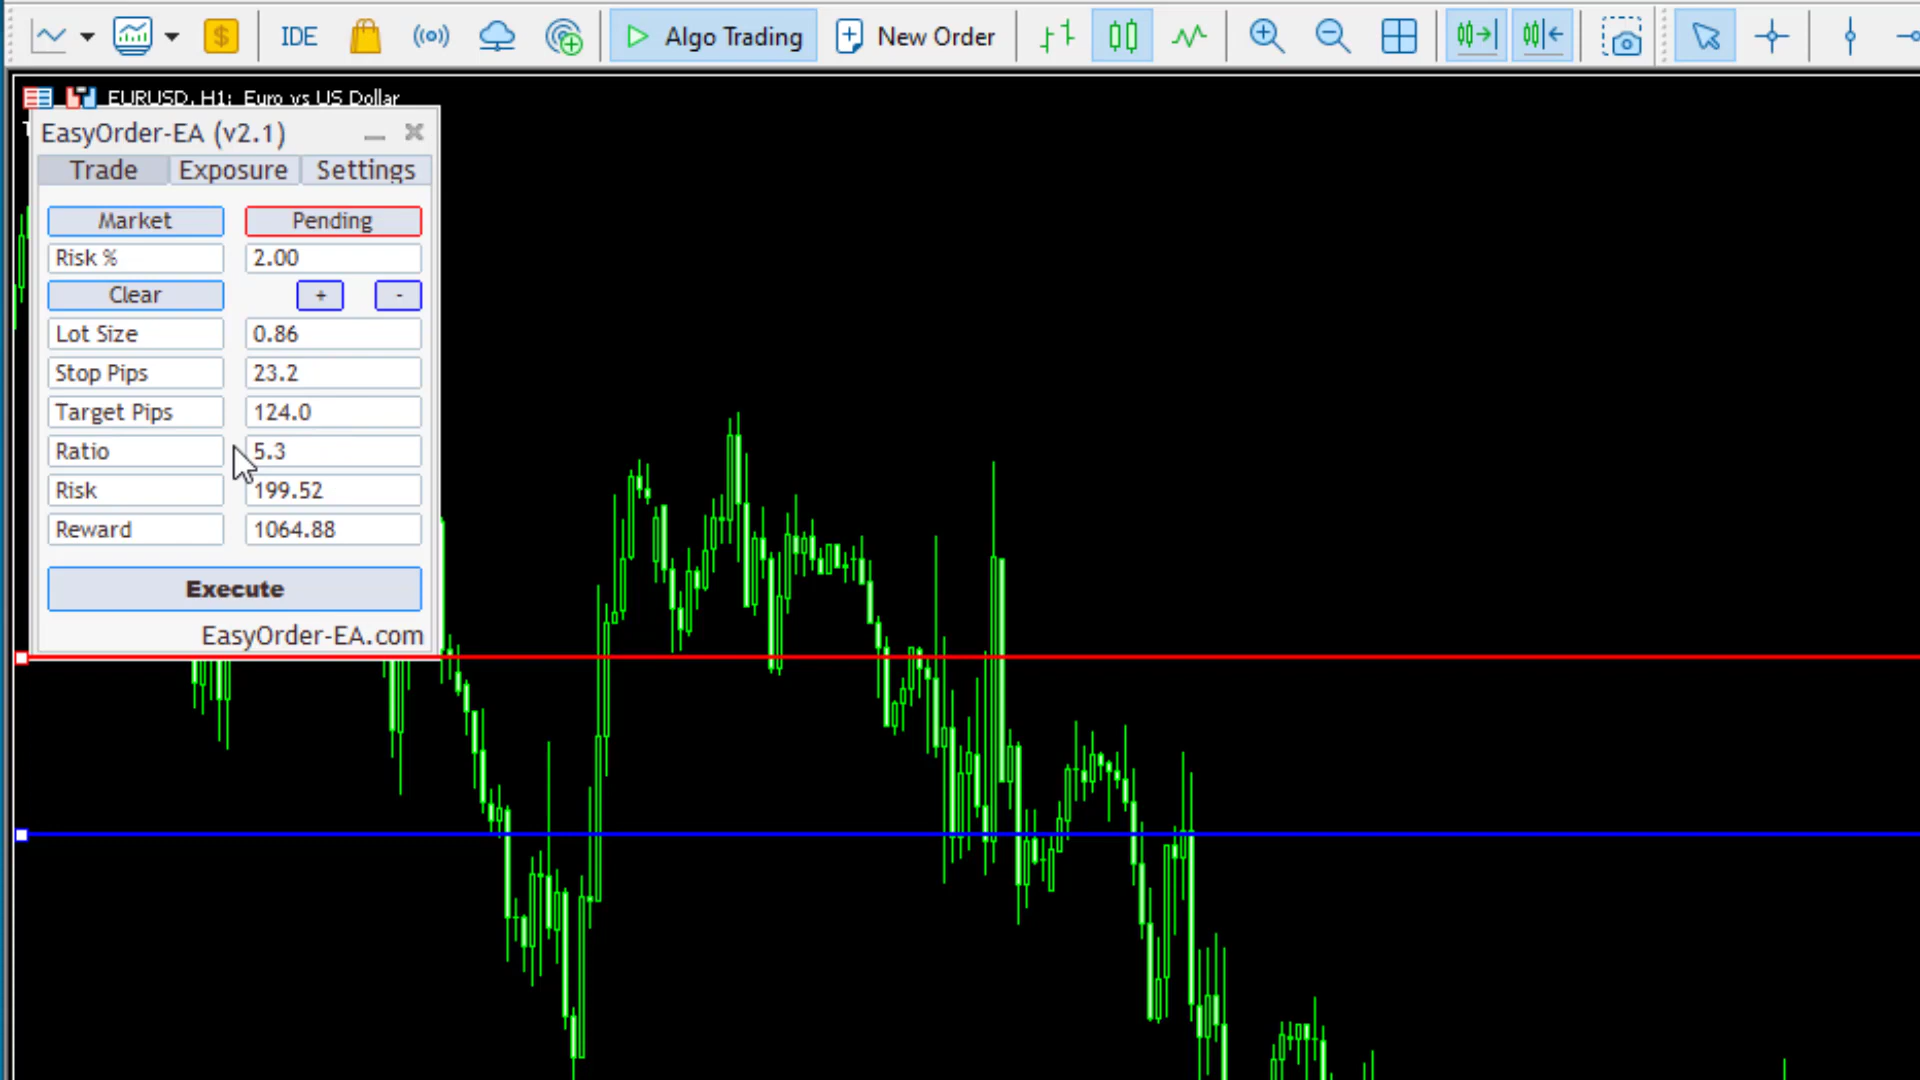 IDE
$
Algo Trading
New Order
EURUSD, H1: Euro vs US Dollar
EasyOrder-EA (v2.1)
Trade Exposure Settings
Market Pending
Risk % 2.00
Clear + -
Lot Size 0.86
Stop Pips 23.2
Target Pips 124.0
Ratio 5.3
Risk 199.52
Reward 1064.88
Execute
EasyOrder-EA.com